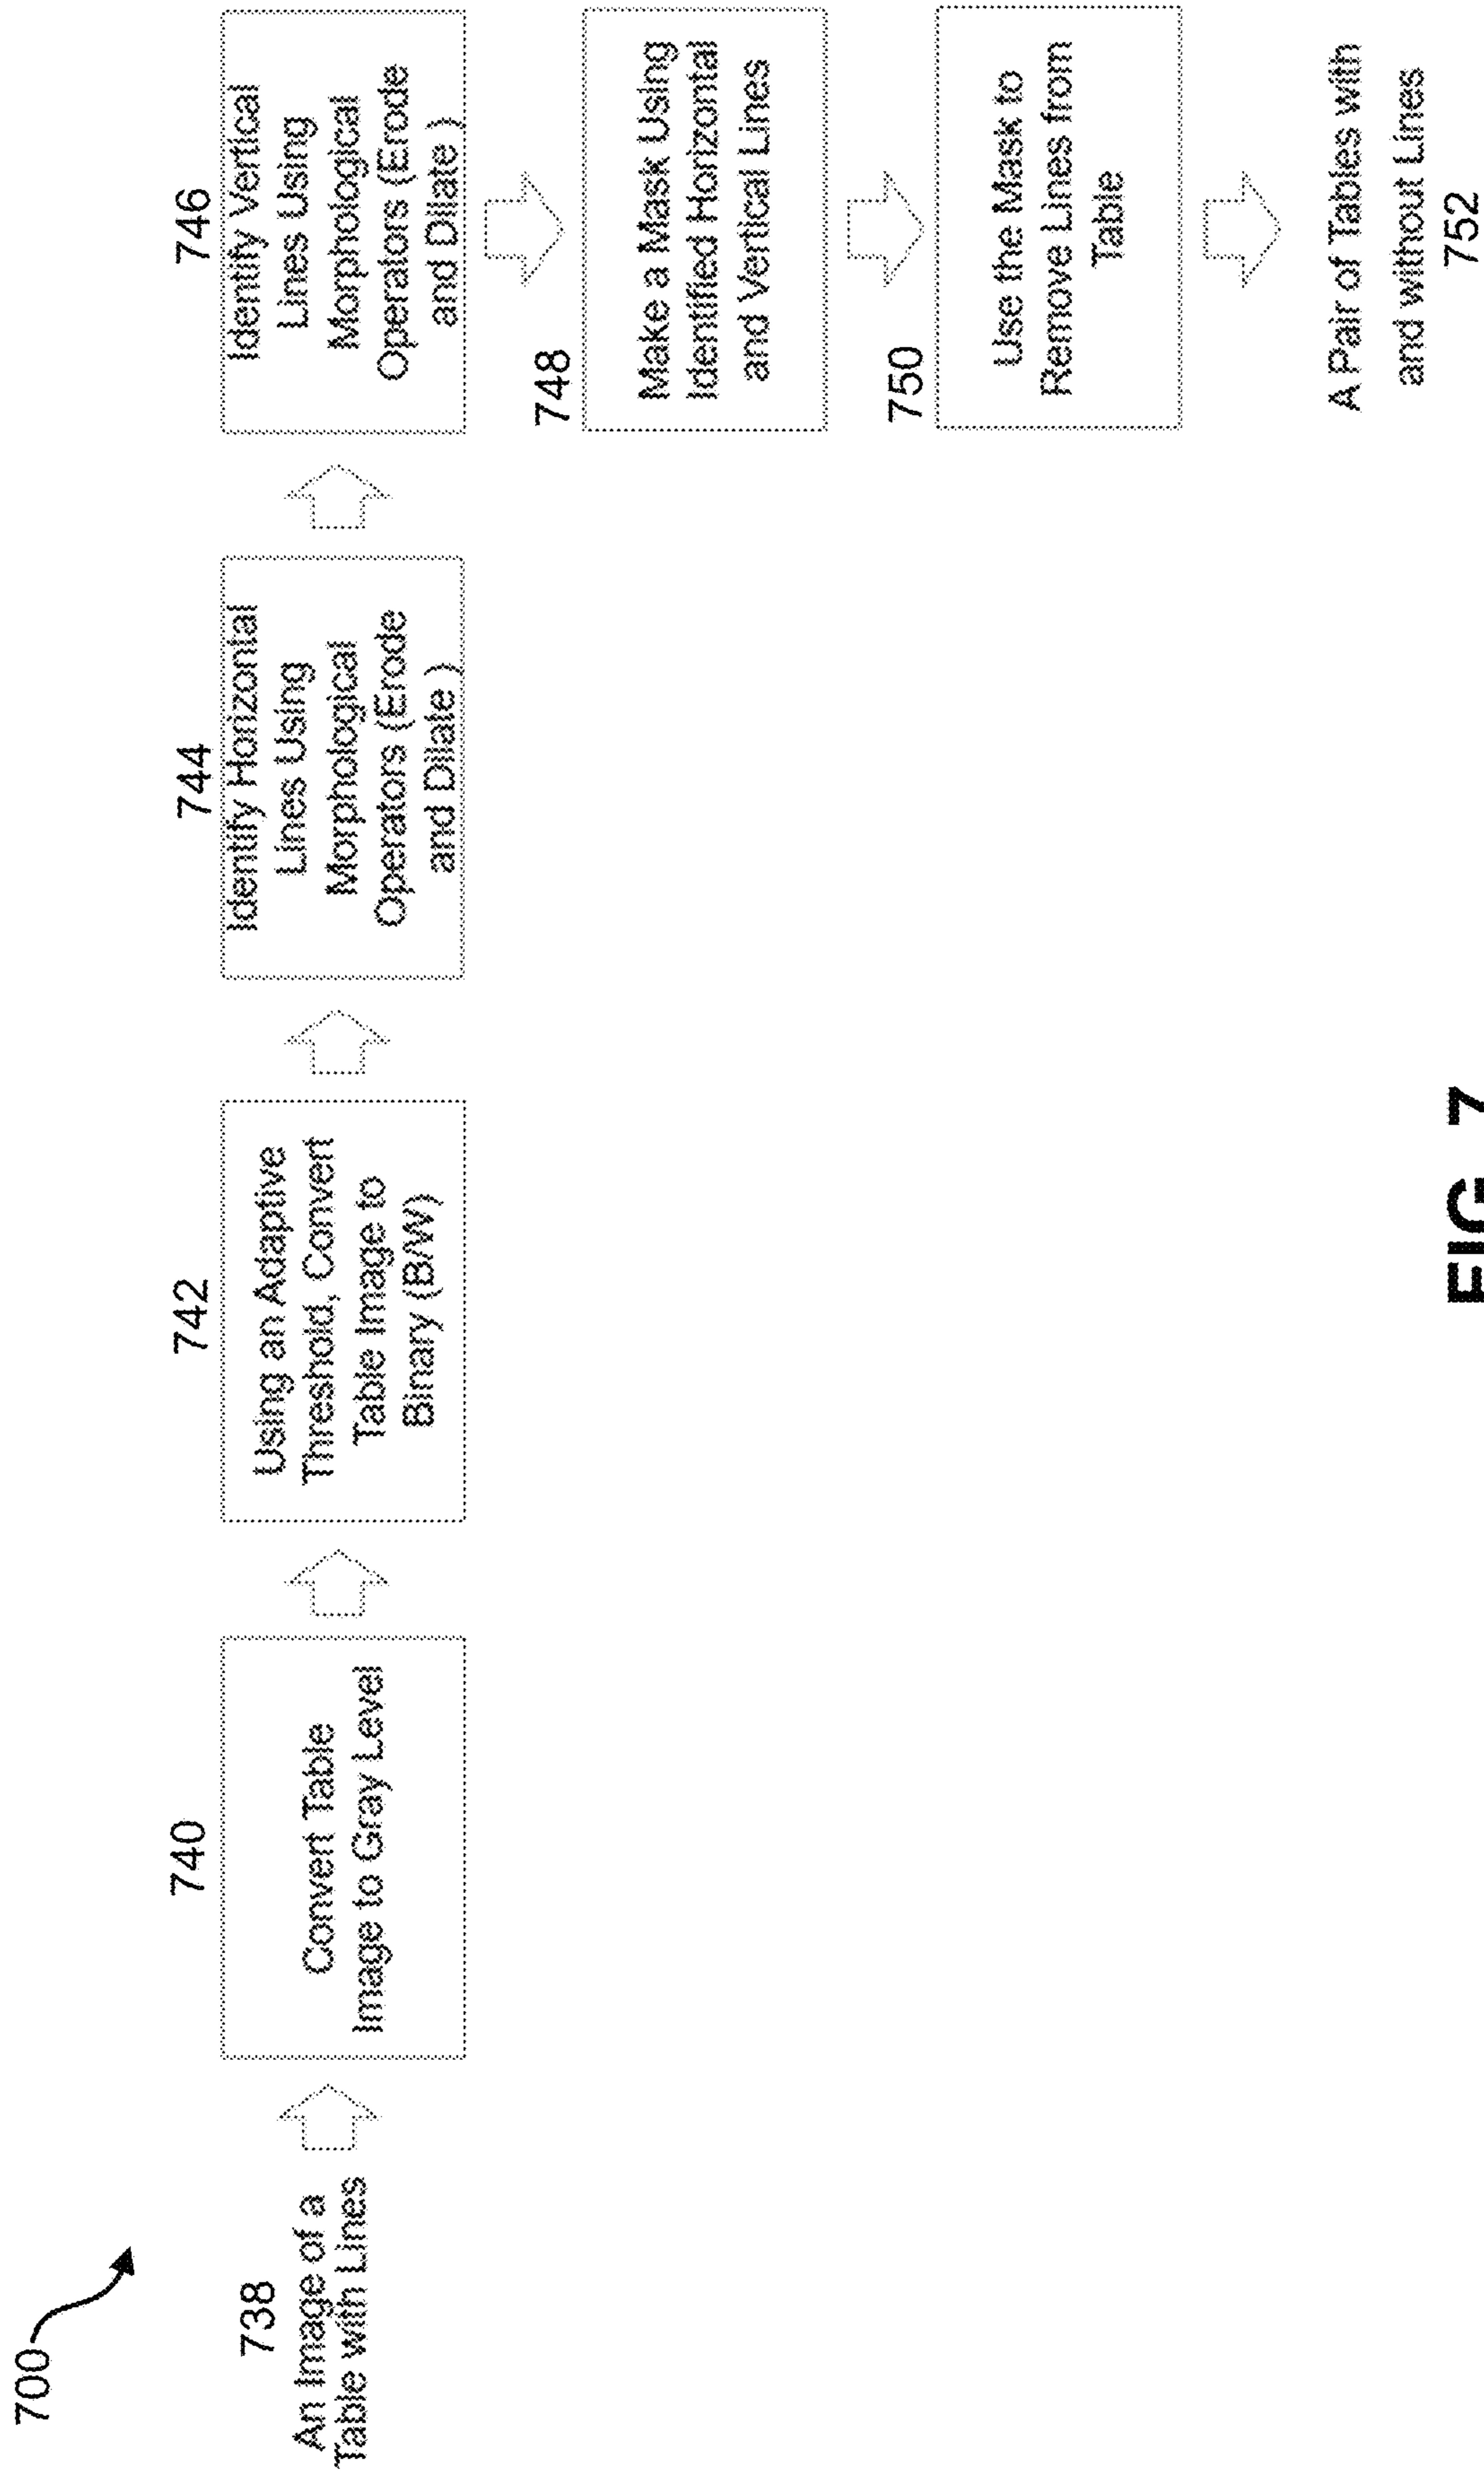 700
738
An Image of a
Table with Lines
740
Convert Table
Image to Gray Level
742
Using an Adaptive
Threshold, Convert
Table Image to
Binary (B/W)
744
Identify Horizontal
Lines Using
Morphological
Operators (Erode
and Dilate )
746
Identify Vertical
Lines Using
Morphological
Operators (Erode
and Dilate )
748
Make a Mask Using
Identified Horizontal
and Vertical Lines
750
Use the Mask to
Remove Lines from
Table
A Pair of Tables with
and without Lines
752
FIG. 7